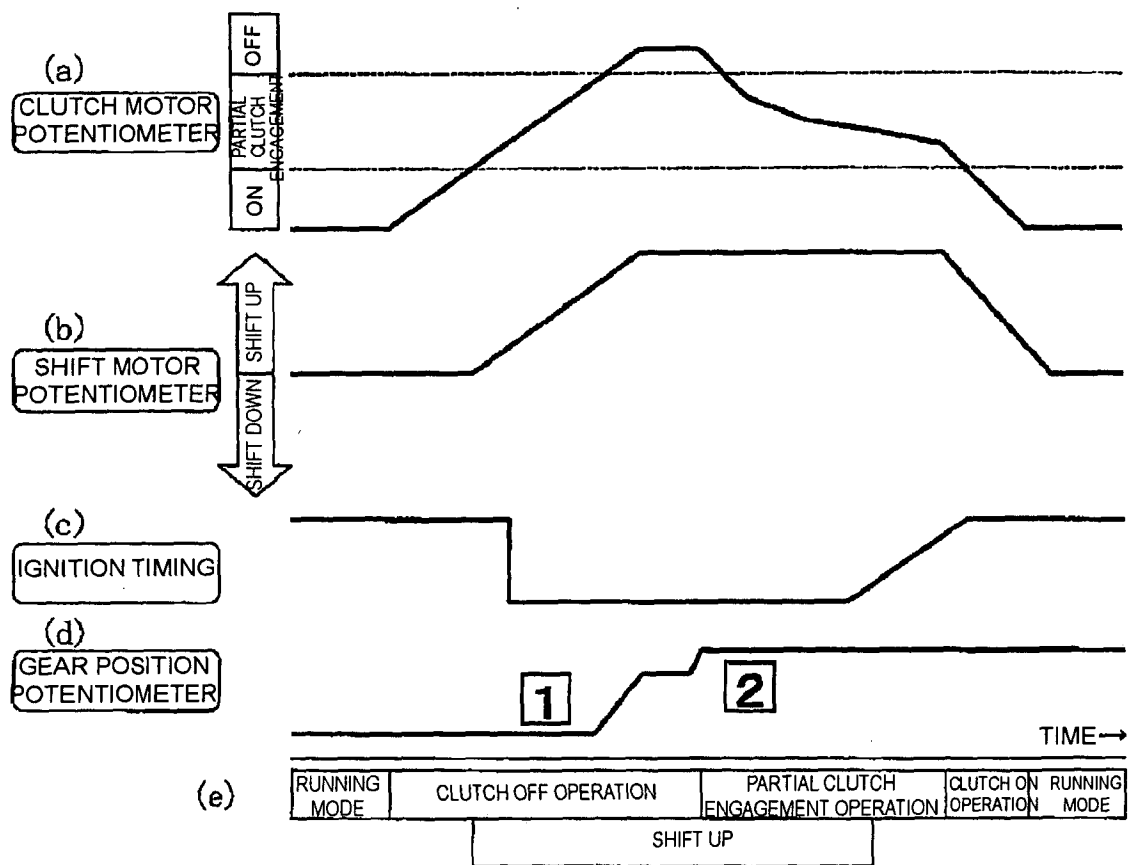 (a)
CLUTCH MOTOR
POTENTIOMETER
OFF
PARTIAL
CLUTCH
ENGAGEMENT
ON
(b)
SHIFT MOTOR
POTENTIOMETER
SHIFT UP
SHIFT DOWN
(c)
IGNITION TIMING
(d)
GEAR POSITION
POTENTIOMETER
1
2
TIME→
(e)
RUNNING
MODE
CLUTCH OFF OPERATION
PARTIAL CLUTCH
ENGAGEMENT OPERATION
CLUTCH ON
OPERATION
RUNNING
MODE
SHIFT UP